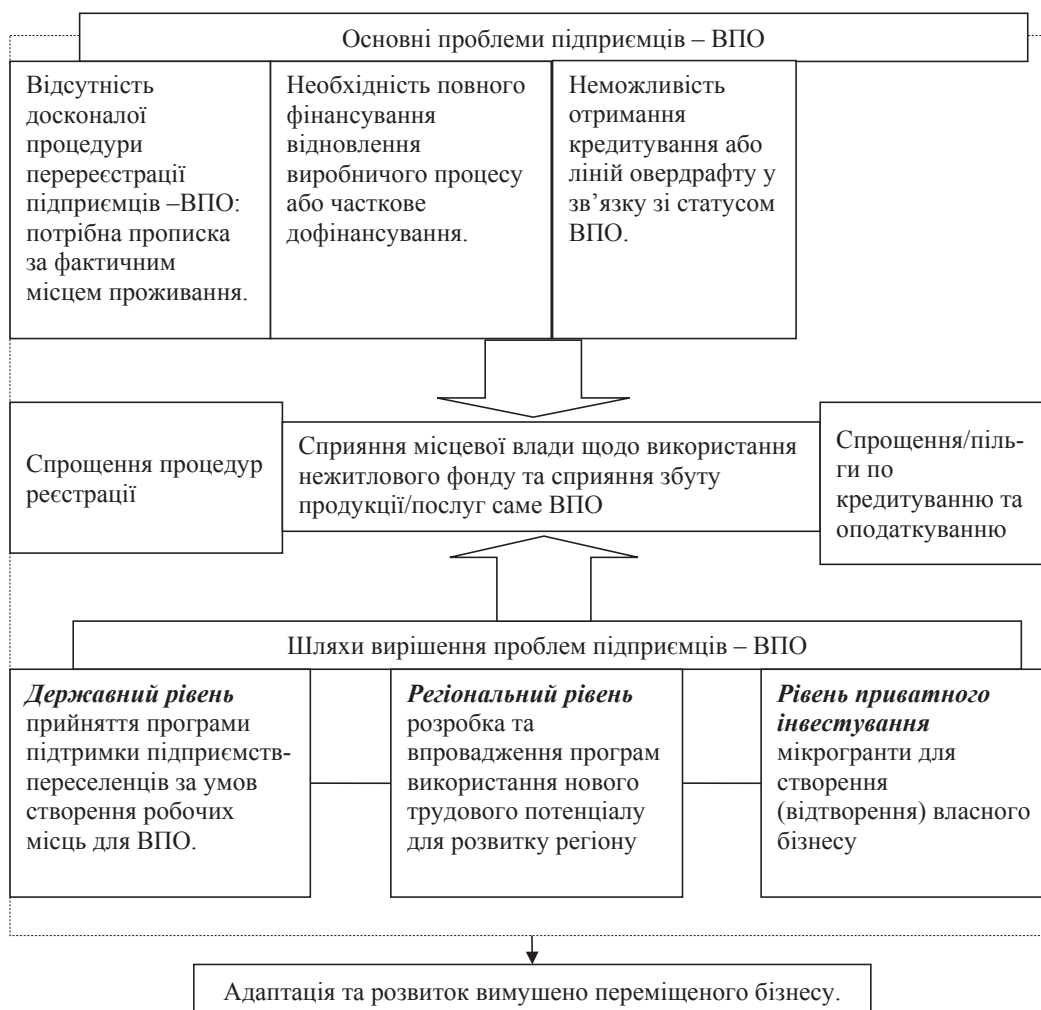 Основні проблеми підприємців – ВПО
Відсутність
досконалої
процедури
перереєстрації
підприємців –ВПО:
потрібна прописка
за фактичним
місцем проживання.
Необхідність повного
фінансування
відновлення
виробничого процесу
або часткове
дофінансування.
Неможливість
отримання
кредитування або
ліній овердрафту у
зв’язку зі статусом
ВПО.
Спрощення процедур
реєстрації
Сприяння місцевої влади щодо використання
нежитлового фонду та сприяння збуту
продукції/послуг саме ВПО
Спрощення/піль-
ги по
кредитуванню та
оподаткуванню
Шляхи вирішення проблем підприємців – ВПО
Державний рівень
прийняття програми
підтримки підприємств-
переселенців за умов
створення робочих
місць для ВПО.
Регіональний рівень
розробка та
впровадження програм
використання нового
трудового потенціалу
для розвитку регіону
Рівень приватного
інвестування
мікрогранти для
створення
(відтворення) власного
бізнесу
Адаптація та розвиток вимушено переміщеного бізнесу.